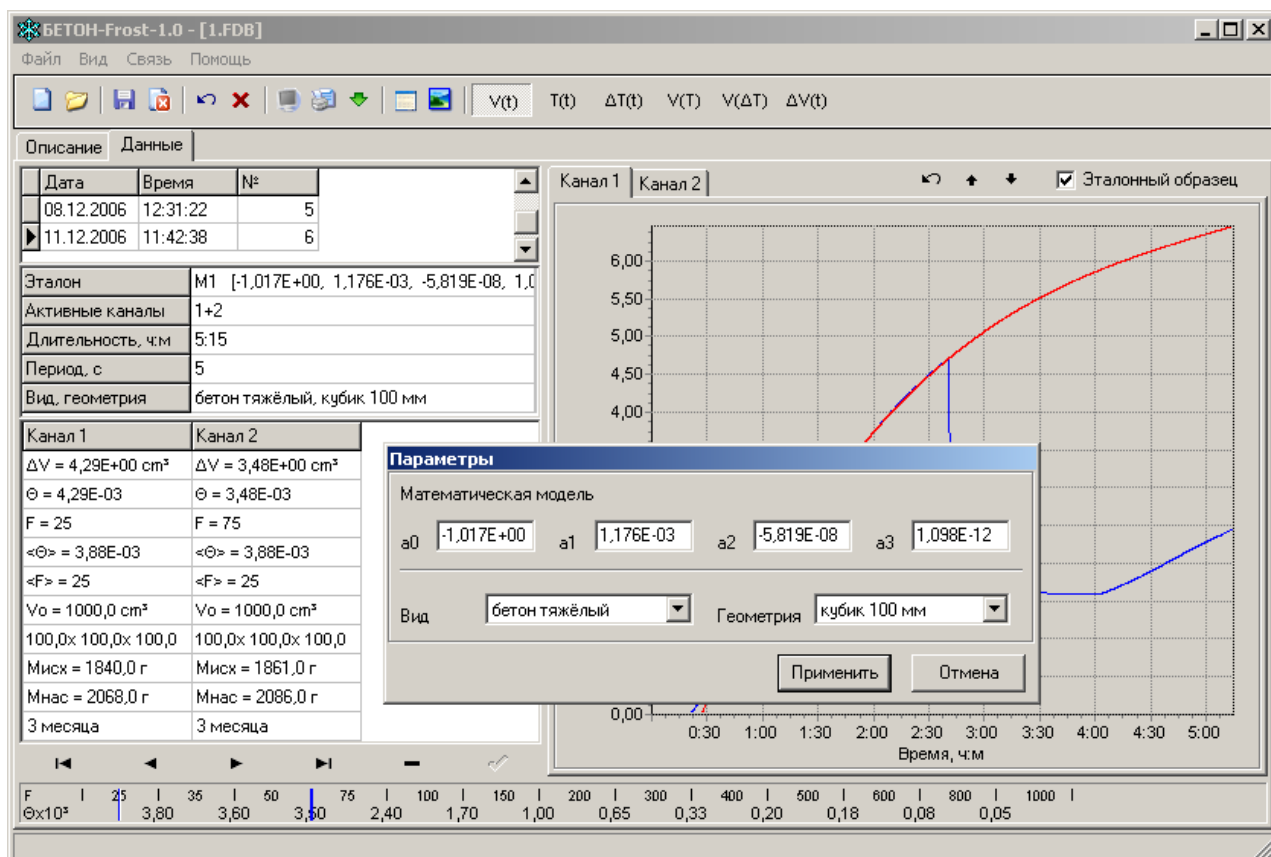 БЕТОН-Frost-1.0 - [1.FDB]
Файл Вид Связь Помощь
V(t) T(t) ΔT(t) V(T) V(ΔT) ΔV(t)
Описание Данные
Дата Время №
08.12.2006 12:31:22 5
11.12.2006 11:42:38 6
Эталон M1 [-1,017E+00, 1,176E-03, -5,819E-08, 1,0
Активные каналы 1+2
Длительность, ч:м 5:15
Период, с 5
Вид, геометрия бетон тяжёлый, кубик 100 мм
Канал 1 Канал 2
ΔV = 4,29E+00 cm³ ΔV = 3,48E+00 cm³
Θ = 4,29E-03 Θ = 3,48E-03
F = 25 F = 75
<Θ> = 3,88E-03 <Θ> = 3,88E-03
<F> = 25 <F> = 25
Vo = 1000,0 cm³ Vo = 1000,0 cm³
100,0x 100,0x 100,0 100,0x 100,0x 100,0
Мисх = 1840,0 г Мисх = 1861,0 г
Мнас = 2068,0 г Мнас = 2086,0 г
3 месяца 3 месяца
Канал 1 Канал 2 Эталонный образец
6,00
5,50
5,00
4,50
4,00
0,00
0:30 1:00 1:30 2:00 2:30 3:00 3:30 4:00 4:30 5:00
Время, ч:м
Параметры
Математическая модель
a0 -1,017E+00 a1 1,176E-03 a2 -5,819E-08 a3 1,098E-12
Вид бетон тяжёлый Геометрия кубик 100 мм
Применить Отмена
F 25 35 50 75 100 150 200 300 400 500 600 800 1000
Θx10³ 3,80 3,60 3,50 2,40 1,70 1,00 0,65 0,33 0,20 0,18 0,08 0,05